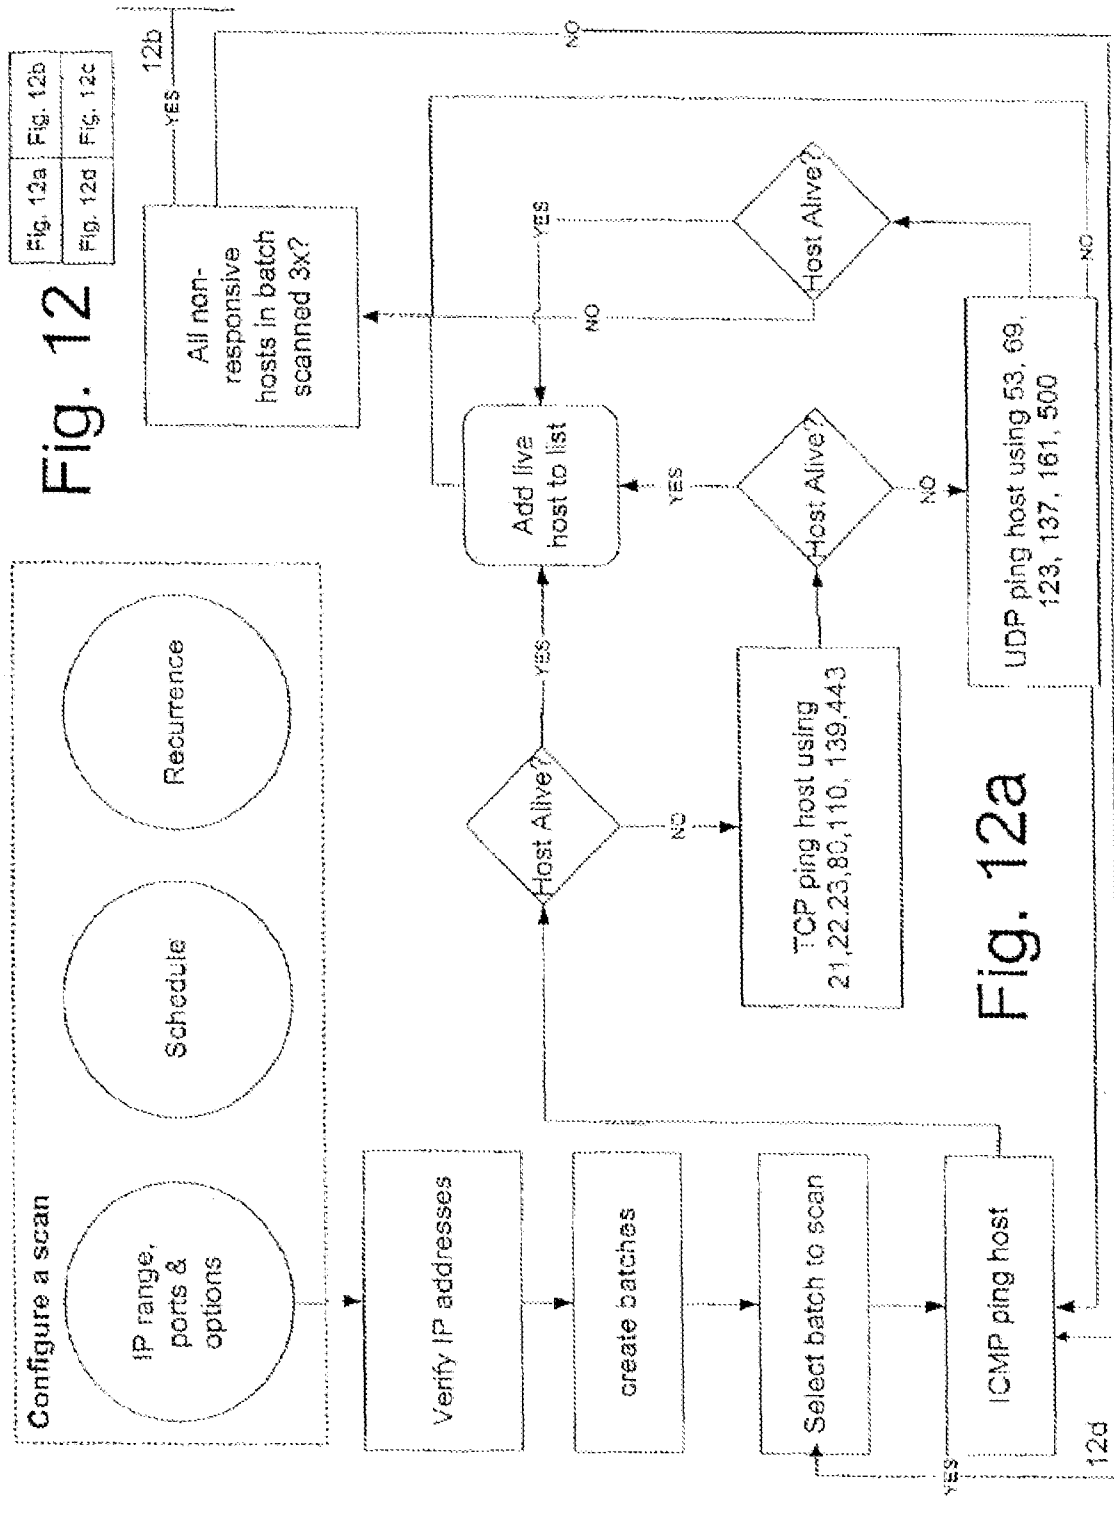 Fig. 12
Fig. 12a
Fig. 12b
Fig. 12d
Fig. 12c
Configure a scan
IP range,
ports &
options
Schedule
Recurrence
Verify IP addresses
create batches
Select batch to scan
ICMP ping host
YES
12d
Host Alive?
YES
NO
TCP ping host using
21,22,23,80,110, 139,443
Host Alive?
YES
NO
UDP ping host using 53, 69,
123, 137, 161, 500
Add live
host to list
Host Alive?
YES
NO
NO
All non-
responsive
hosts in batch
scanned 3x?
YES
12b
NO
Fig. 12a